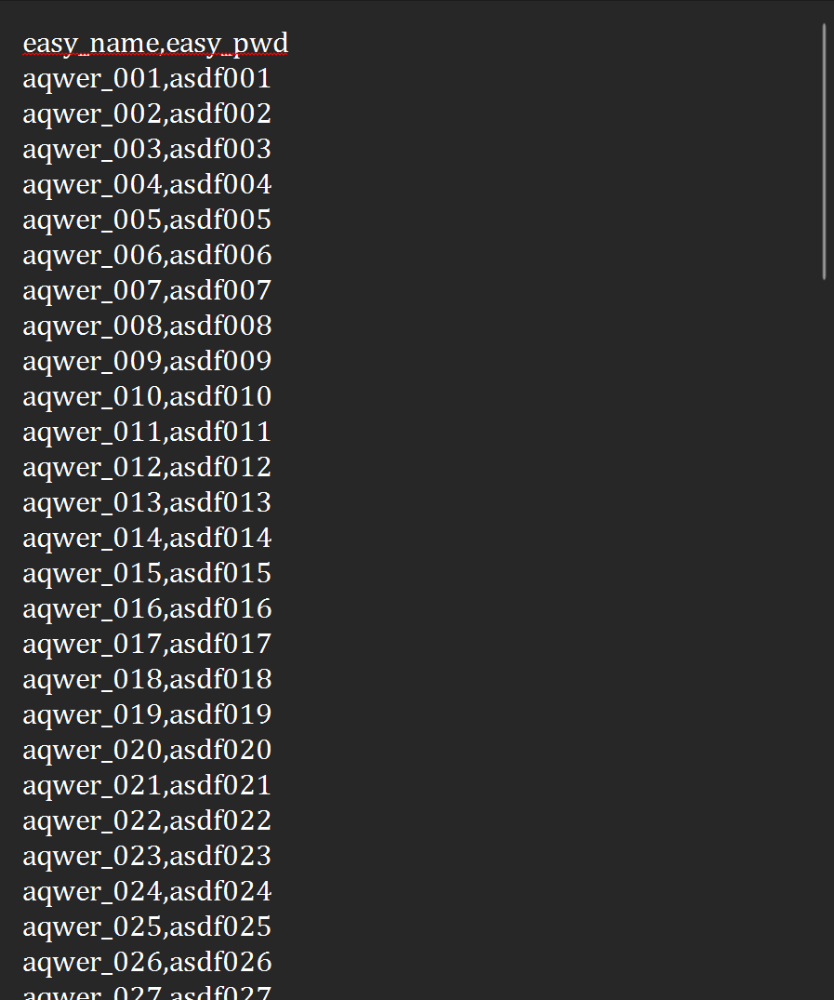 easy_name,easy_pwd
aqwer_001,asdf001
aqwer_002,asdf002
aqwer_003,asdf003
aqwer_004,asdf004
aqwer_005,asdf005
aqwer_006,asdf006
aqwer_007,asdf007
aqwer_008,asdf008
aqwer_009,asdf009
aqwer_010,asdf010
aqwer_011,asdf011
aqwer_012,asdf012
aqwer_013,asdf013
aqwer_014,asdf014
aqwer_015,asdf015
aqwer_016,asdf016
aqwer_017,asdf017
aqwer_018,asdf018
aqwer_019,asdf019
aqwer_020,asdf020
aqwer_021,asdf021
aqwer_022,asdf022
aqwer_023,asdf023
aqwer_024,asdf024
aqwer_025,asdf025
aqwer_026,asdf026
aqwer_027,asdf027